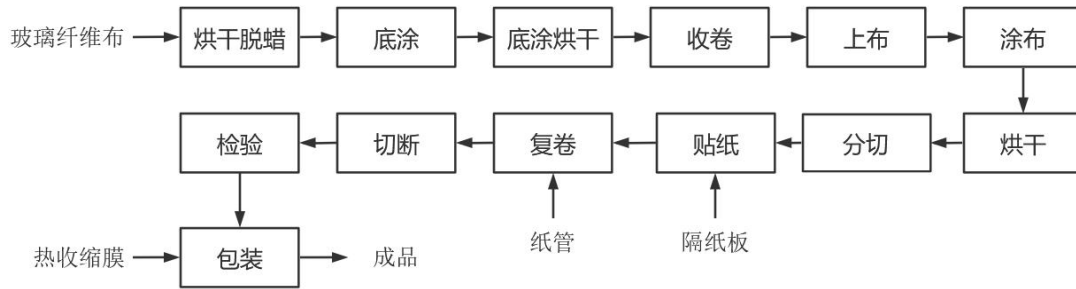 玻璃纤维布 烘干脱蜡 底涂 底涂烘干 收卷 上布 涂布
检验 切断 复卷 贴纸 分切 烘干
纸管 隔纸板
热收缩膜 包装 成品